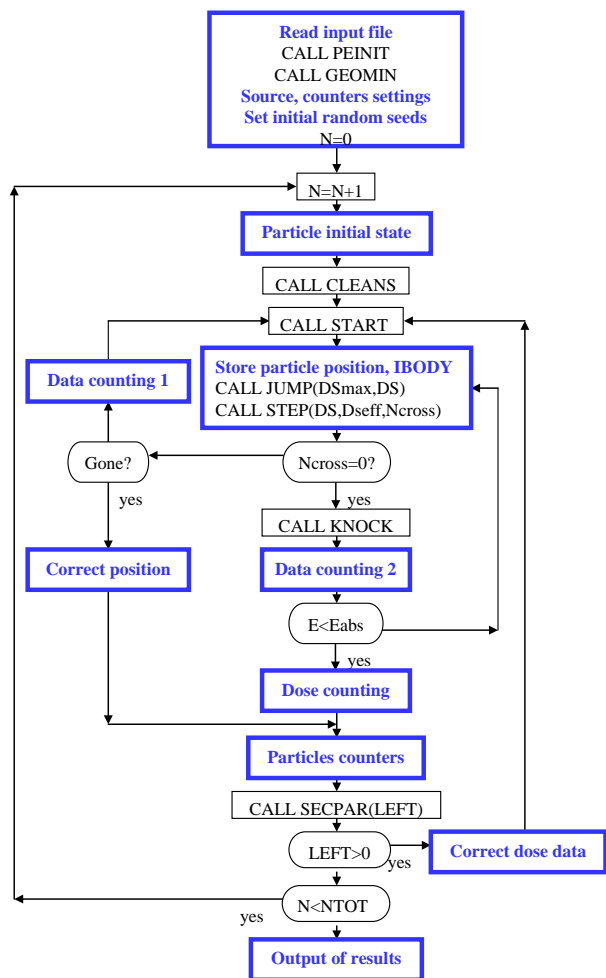 Read input file
CALL PEINIT
CALL GEOMIN
Source, counters settings
Set initial random seeds
N=0
N=N+1
Particle initial state
CALL CLEANS
CALL START
Store particle position, IBODY
CALL JUMP(DSmax,DS)
CALL STEP(DS,Dseff,Ncross)
Data counting 1
Gone?
Ncross=0?
yes
yes
CALL KNOCK
Correct position
Data counting 2
E<Eabs
yes
Dose counting
Particles counters
CALL SECPAR(LEFT)
LEFT>0
yes
Correct dose data
N<NTOT
yes
Output of results